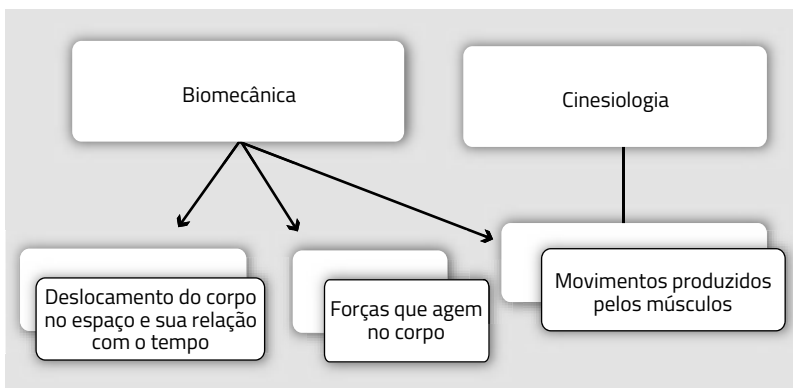 Biomecânica
Cinesiologia
Deslocamento do corpo
no espaço e sua relação
com o tempo
Forças que agem
no corpo
Movimentos produzidos
pelos músculos